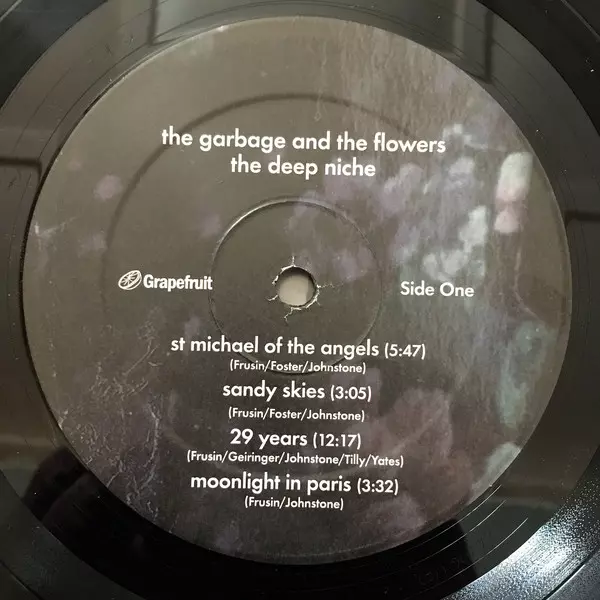 the garbage and the flowers
the deep niche
Grapefruit
Side One
st michael of the angels (5:47)
(Frusin/Foster/Johnstone)
sandy skies (3:05)
(Frusin/Foster/Johnstone)
29 years (12:17)
(Frusin/Geiringer/Johnstone/Tilly/Yates)
moonlight in paris (3:32)
(Frusin/Johnstone)